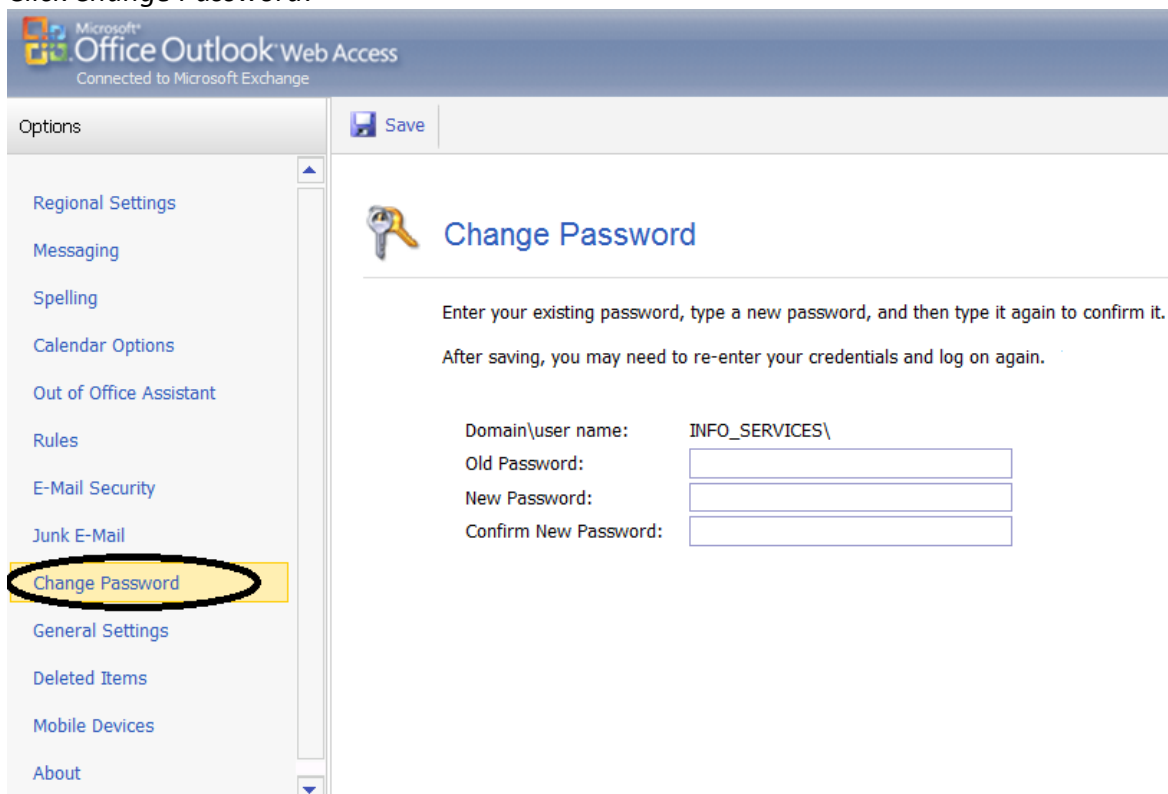 Click Change Password.
Microsoft
Office Outlook Web Access
Connected to Microsoft Exchange
Options
Save
Regional Settings
Messaging
Spelling
Calendar Options
Out of Office Assistant
Rules
E-Mail Security
Junk E-Mail
Change Password
General Settings
Deleted Items
Mobile Devices
About
Change Password
Enter your existing password, type a new password, and then type it again to confirm it.
After saving, you may need to re-enter your credentials and log on again.
Domain\user name: INFO_SERVICES\
Old Password:
New Password:
Confirm New Password: